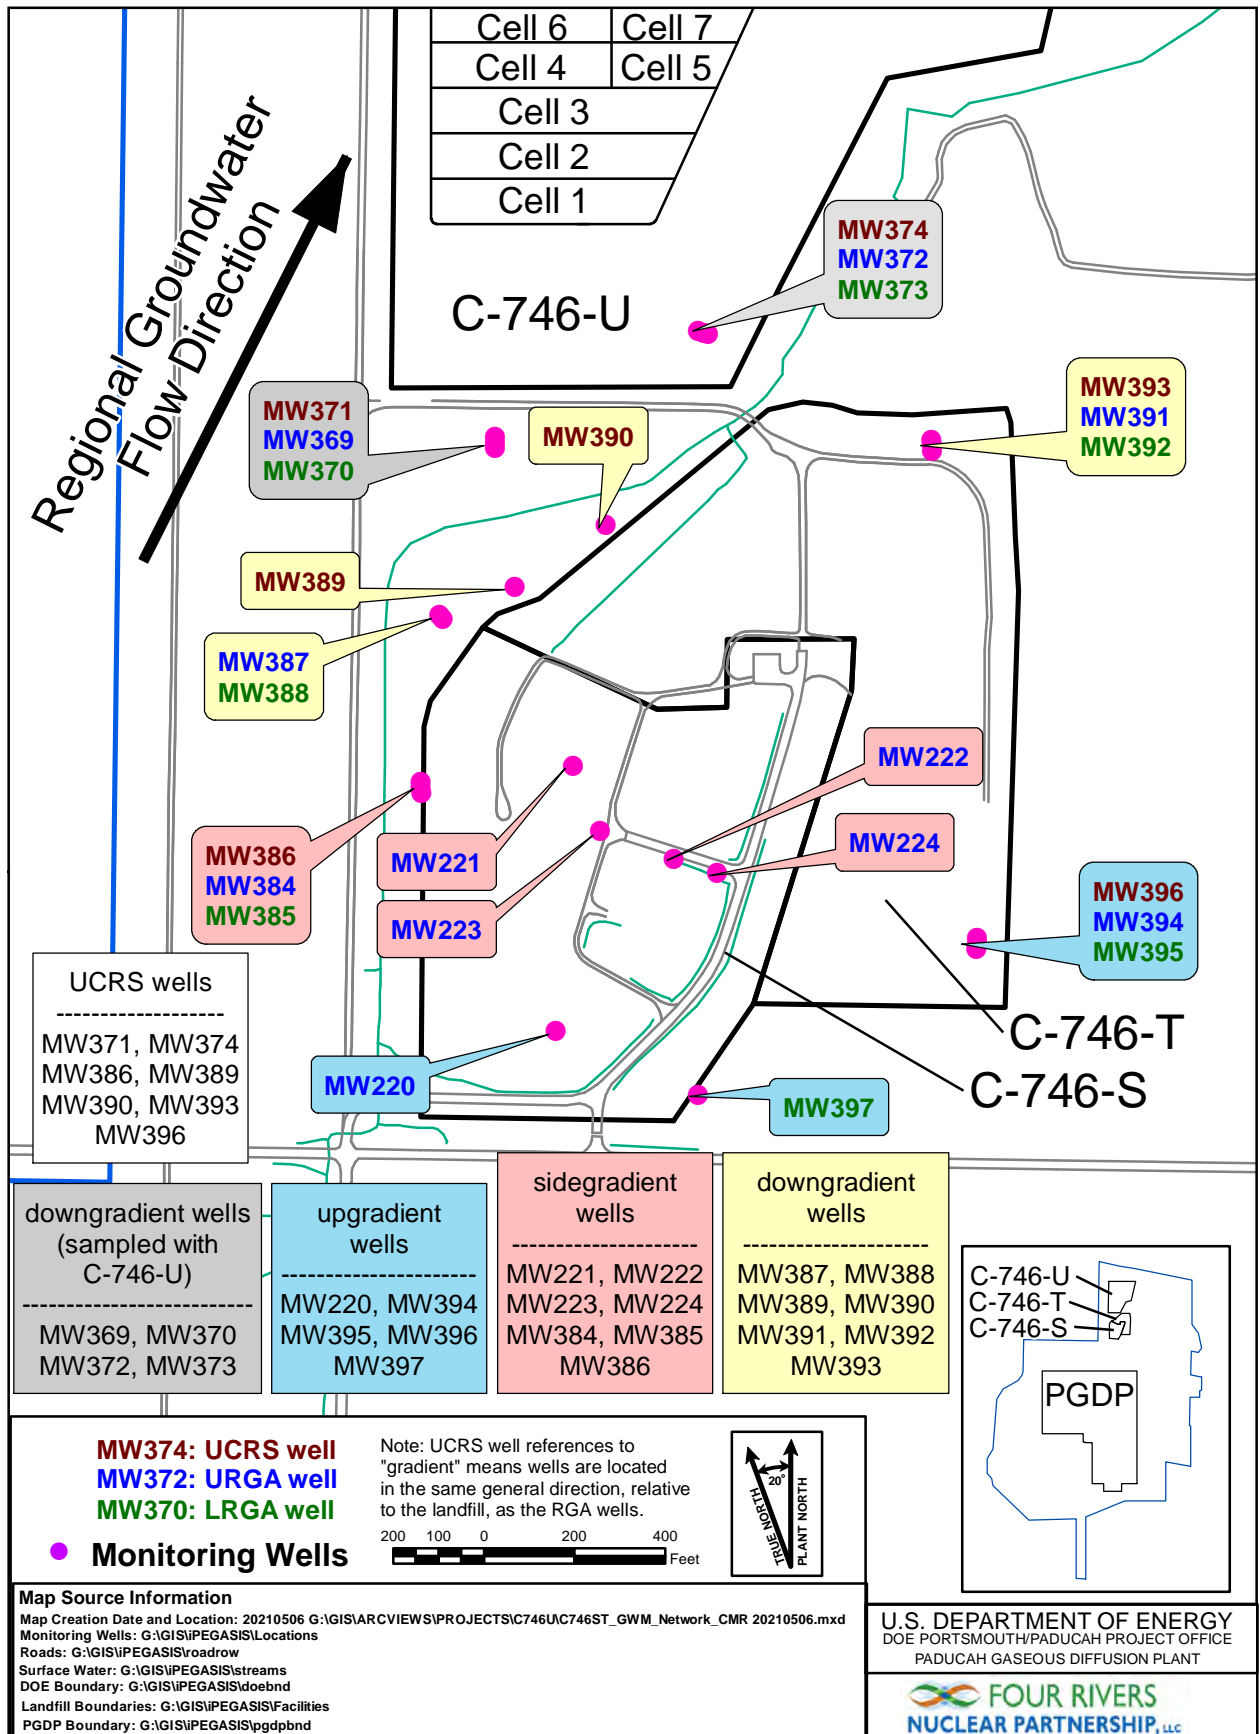 Cell 6
Cell 7
Cell 4
Cell 5
Cell 3
Cell 2
Cell 1
Regional Groundwater
Flow Direction
C-746-U
MW374
MW372
MW373
MW371
MW369
MW370
MW390
MW393
MW391
MW392
MW389
MW387
MW388
MW222
MW224
MW386
MW384
MW385
MW221
MW223
MW396
MW394
MW395
C-746-T
C-746-S
MW220
MW397
UCRS wells
-------------------
MW371, MW374
MW386, MW389
MW390, MW393
MW396
downgradient wells
(sampled with
C-746-U)
--------------------------
MW369, MW370
MW372, MW373
upgradient
wells
----------------------
MW220, MW394
MW395, MW396
MW397
sidegradient
wells
---------------------
MW221, MW222
MW223, MW224
MW384, MW385
MW386
downgradient
wells
---------------------
MW387, MW388
MW389, MW390
MW391, MW392
MW393
C-746-U
C-746-T
C-746-S
PGDP
MW374: UCRS well
MW372: URGA well
MW370: LRGA well
Monitoring Wells
Note: UCRS well references to
"gradient" means wells are located
in the same general direction, relative
to the landfill, as the RGA wells.
200 100 0 200 400
Feet
20°
TRUE NORTH
PLANT NORTH
Map Source Information
Map Creation Date and Location: 20210506 G:\GIS\ARCVIEWS\PROJECTS\C746U\C746ST_GWM_Network_CMR 20210506.mxd
Monitoring Wells: G:\GIS\iPEGASIS\Locations
Roads: G:\GIS\iPEGASIS\roadrow
Surface Water: G:\GIS\iPEGASIS\streams
DOE Boundary: G:\GIS\iPEGASIS\doebnd
Landfill Boundaries: G:\GIS\iPEGASIS\Facilities
PGDP Boundary: G:\GIS\iPEGASIS\pgdpbnd
U.S. DEPARTMENT OF ENERGY
DOE PORTSMOUTH/PADUCAH PROJECT OFFICE
PADUCAH GASEOUS DIFFUSION PLANT
FOUR RIVERS
NUCLEAR PARTNERSHIP, LLC